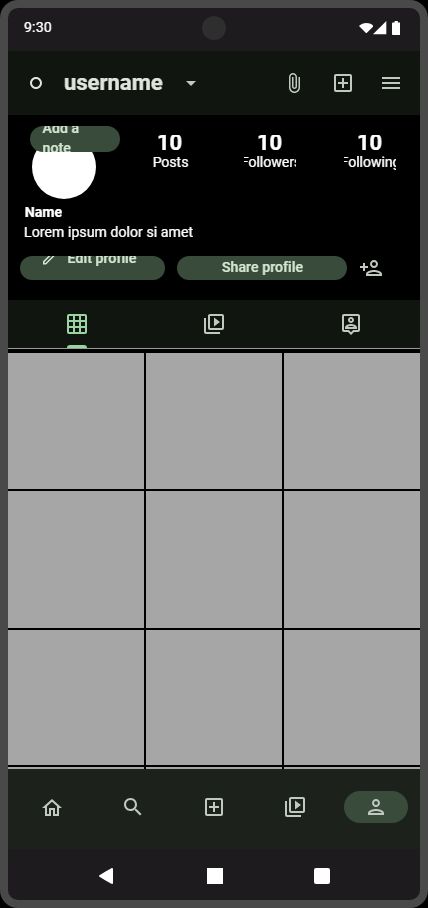 9:30
username
Add a
note
10
Posts
10
Followers
10
Following
Name
Lorem ipsum dolor si amet
Edit profile
Share profile